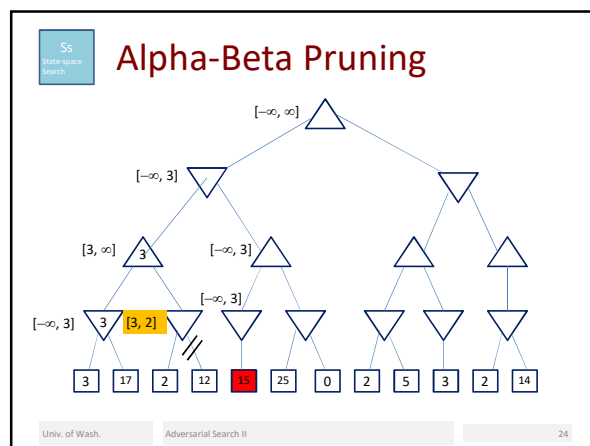 Ss
State-space
Search
Alpha-Beta Pruning
[−∞, ∞]
[−∞, 3]
[3, ∞] 3 [−∞, 3]
[−∞, 3]
[−∞, 3] 3 [3, 2]
3 17 2 12 15 25 0 2 5 3 2 14
Univ. of Wash. Adversarial Search II 24